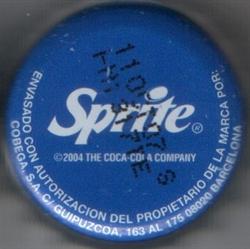 Sprite®
©2004 THE COCA-COLA COMPANY
ENVASADO CON AUTORIZACION DEL PROPIETARIO DE LA MARCA POR:
COBEGA, S.A. C/ GUIPUZCOA, 163 AL 175 08020 BARCELONA